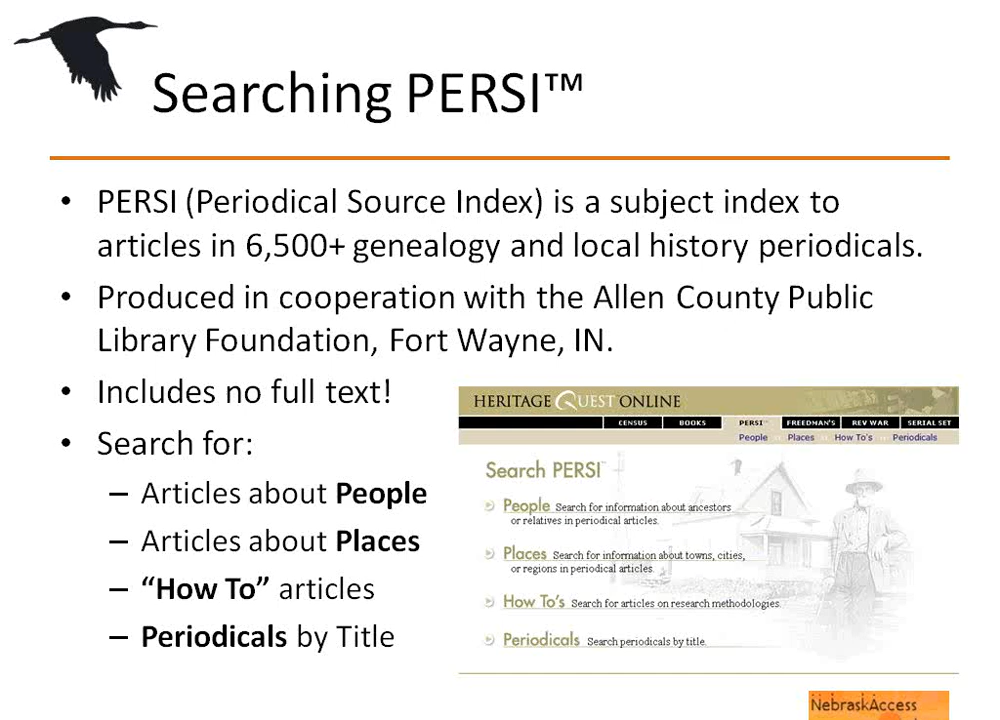 Searching PERSI™
• PERSI (Periodical Source Index) is a subject index to
articles in 6,500+ genealogy and local history periodicals.
• Produced in cooperation with the Allen County Public
Library Foundation, Fort Wayne, IN.
• Includes no full text!
• Search for:
– Articles about People
– Articles about Places
– “How To” articles
– Periodicals by Title
HERITAGE QUEST ONLINE
CENSUS BOOKS PERSI™ FREEDMAN'S REV WAR SERIAL SET
People Places How To's Periodicals
Search PERSI™
People Search for information about ancestors
or relatives in periodical articles.
Places Search for information about towns, cities,
or regions in periodical articles.
How To's Search for articles on research methodologies.
Periodicals Search periodicals by title.
NebraskAccess